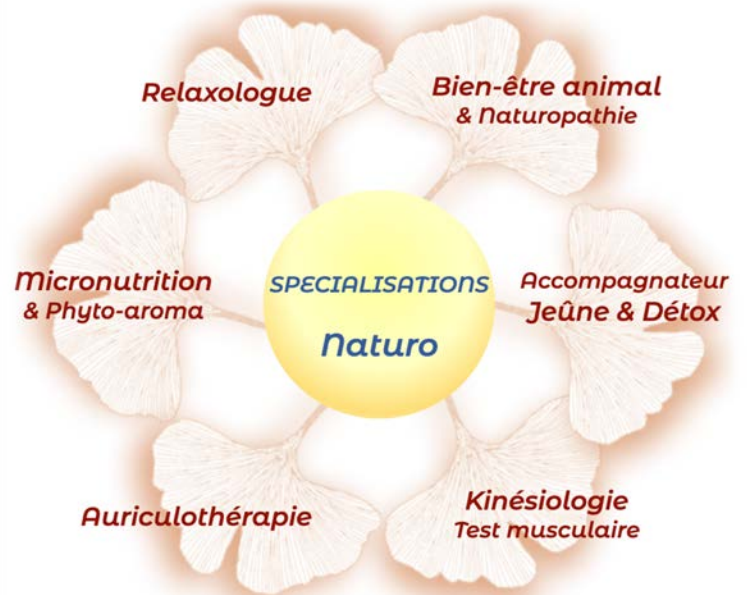 Relaxologue
Bien-être animal
& Naturopathie
Micronutrition
& Phyto-aroma
SPECIALISATIONS
Naturo
Accompagnateur
Jeûne & Détox
Auriculothérapie
Kinésiologie
Test musculaire